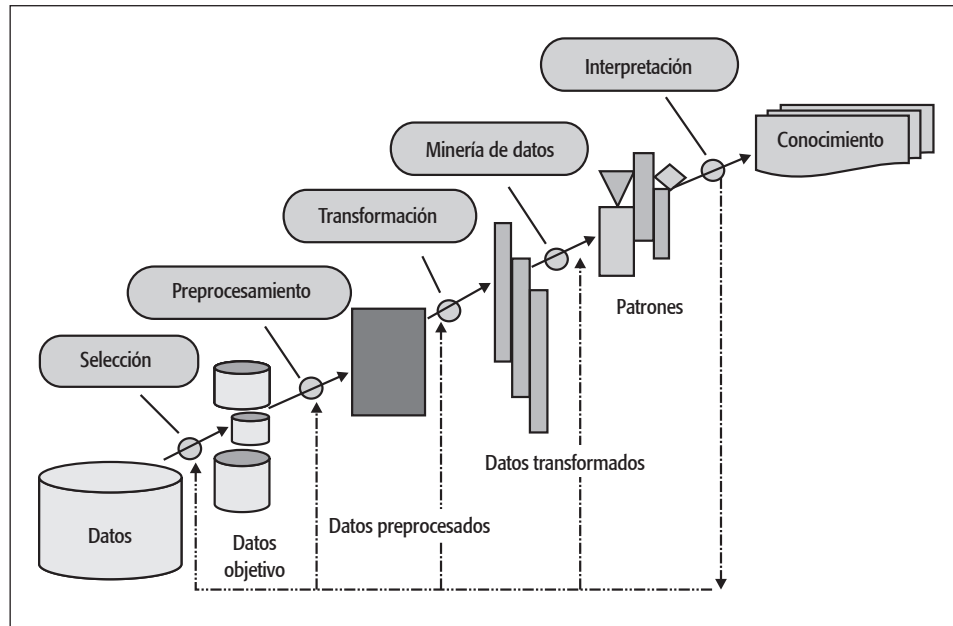 Interpretación
Conocimiento
Minería de datos
Transformación
Patrones
Preprocesamiento
Selección
Datos transformados
Datos preprocesados
Datos
Datos
objetivo